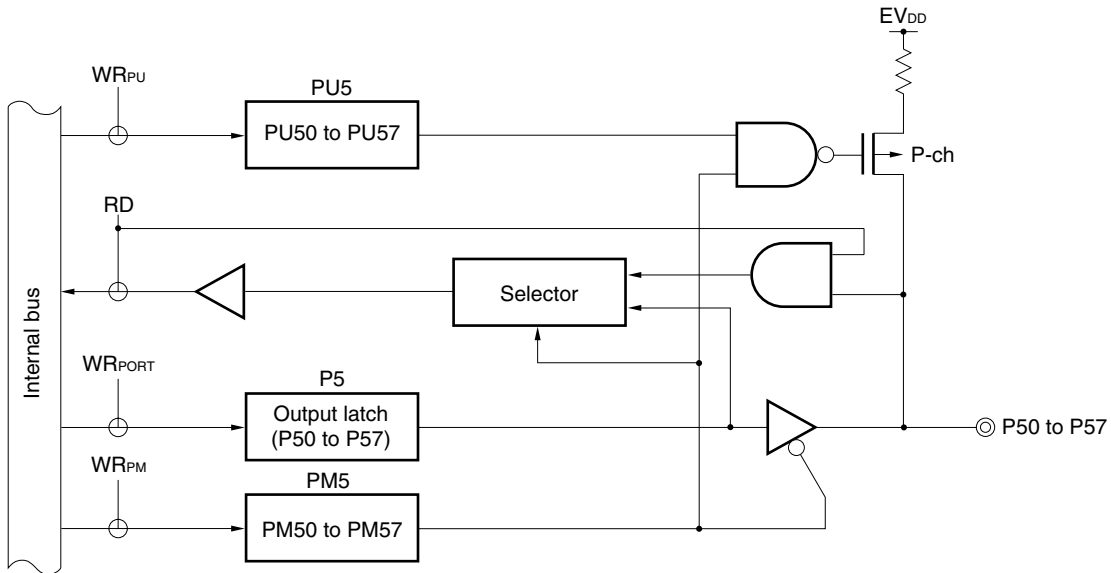 EVDD
WRPU
PU5
PU50 to PU57
P-ch
RD
Selector
Internal bus
WRPORT
P5
Output latch
(P50 to P57)
P50 to P57
WRPM
PM5
PM50 to PM57